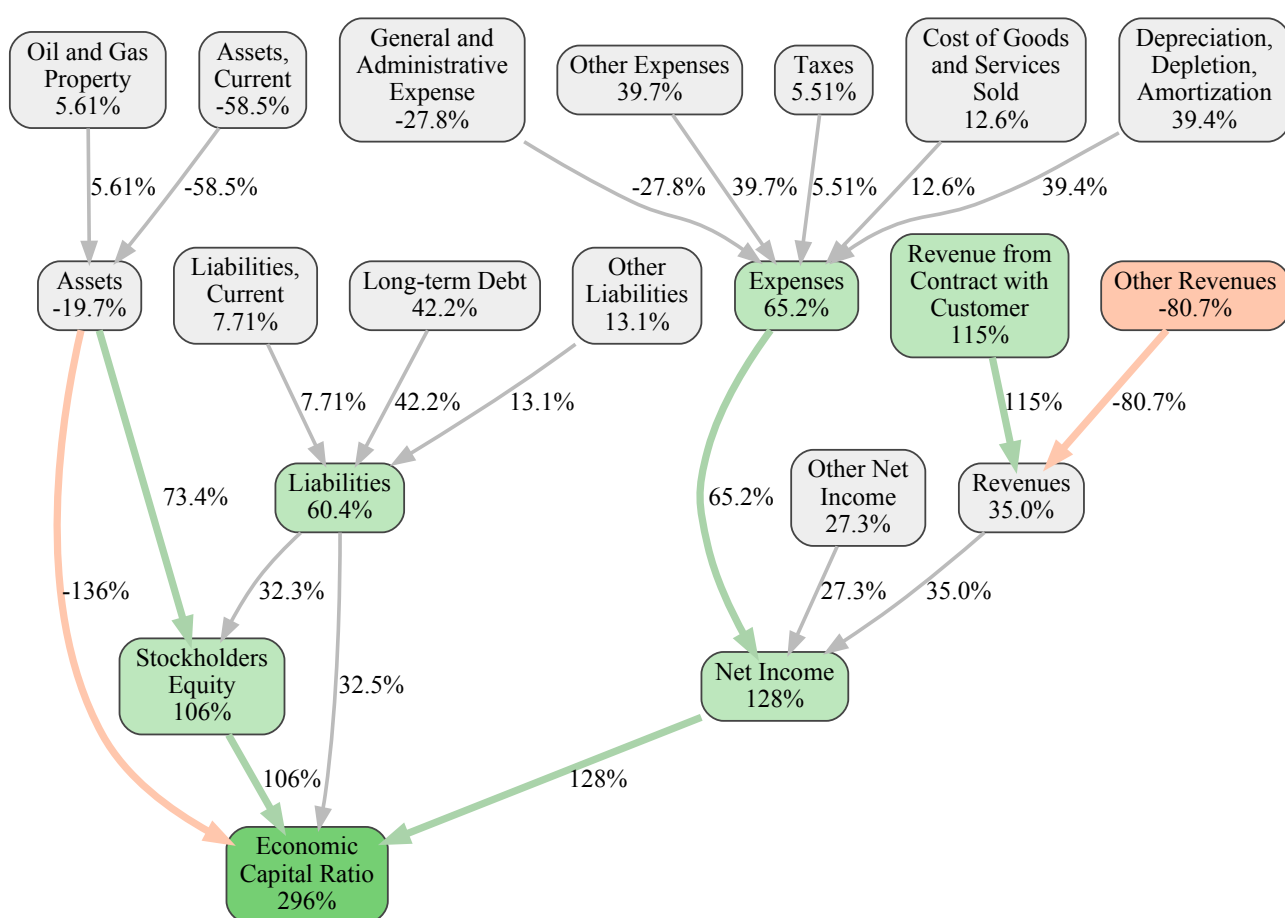 Oil and Gas
Property
5.61%
Assets,
Current
-58.5%
General and
Administrative
Expense
-27.8%
Other Expenses
39.7%
Taxes
5.51%
Cost of Goods
and Services
Sold
12.6%
Depreciation,
Depletion,
Amortization
39.4%
5.61%
-58.5%
-27.8%
39.7%
5.51%
12.6%
39.4%
Assets
-19.7%
Liabilities,
Current
7.71%
Long-term Debt
42.2%
Other
Liabilities
13.1%
Expenses
65.2%
Revenue from
Contract with
Customer
115%
Other Revenues
-80.7%
7.71%
42.2%
13.1%
115%
-80.7%
73.4%
Liabilities
60.4%
65.2%
Other Net
Income
27.3%
Revenues
35.0%
-136%
32.3%
27.3%
35.0%
Stockholders
Equity
106%
32.5%
Net Income
128%
106%
128%
Economic
Capital Ratio
296%